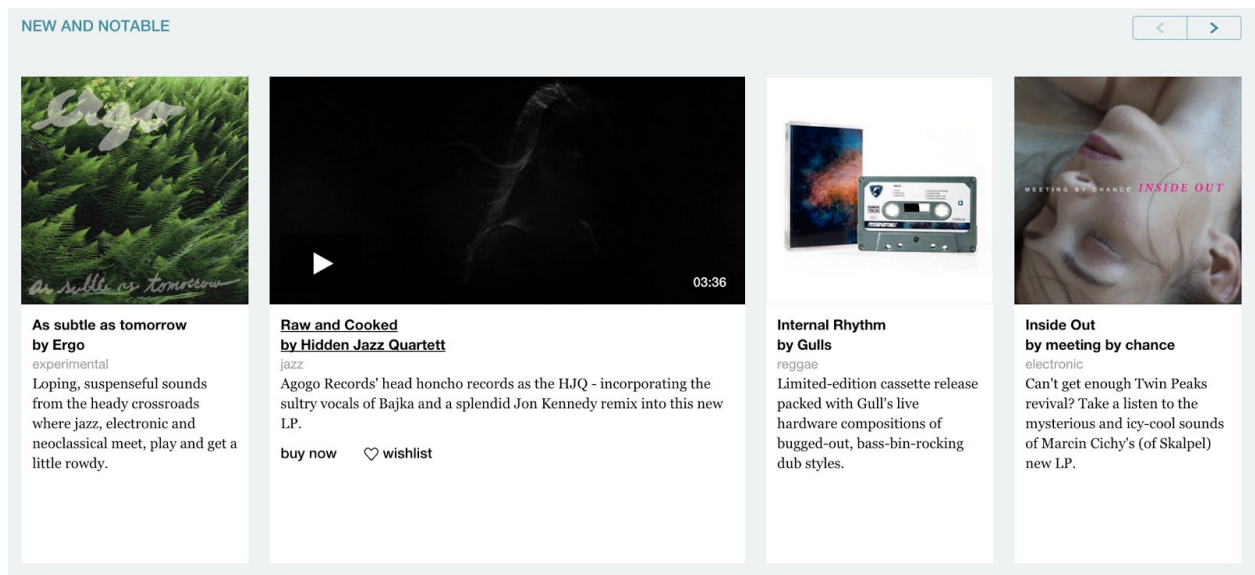 NEW AND NOTABLE
ergo
as subtle as tomorrow
As subtle as tomorrow
by Ergo
experimental
Loping, suspenseful sounds
from the heady crossroads
where jazz, electronic and
neoclassical meet, play and get a
little rowdy.
03:36
Raw and Cooked
by Hidden Jazz Quartett
jazz
Agogo Records' head honcho records as the HJQ - incorporating the
sultry vocals of Bajka and a splendid Jon Kennedy remix into this new
LP.
buy now wishlist
Internal Rhythm
by Gulls
reggae
Limited-edition cassette release
packed with Gull's live
hardware compositions of
bugged-out, bass-bin-rocking
dub styles.
MEETING BY CHANCE INSIDE OUT
Inside Out
by meeting by chance
electronic
Can't get enough Twin Peaks
revival? Take a listen to the
mysterious and icy-cool sounds
of Marcin Cichy's (of Skalpel)
new LP.